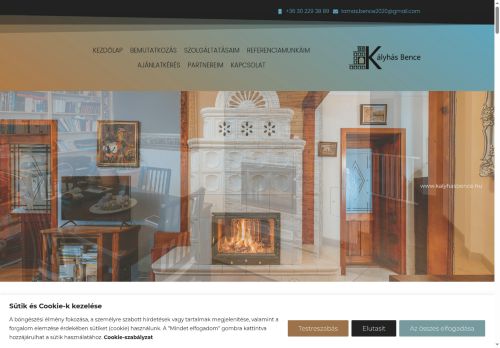 +36 30 229 38 89 tamas.bence2020@gmail.com
KEZDŐLAP BEMUTATKOZÁS SZOLGÁLTATÁSAIM REFERENCIAMUNKÁIM
AJÁNLATKÉRÉS PARTNEREIM KAPCSOLAT
Kályhás Bence
www.kalyhasbence.hu
Sütik és Cookie-k kezelése
A böngészési élmény fokozása, a személyre szabott hirdetések vagy tartalmak megjelenítése, valamint a
forgalom elemzése érdekében sütiket (cookie) használunk. A "Mindet elfogadom" gombra kattintva
hozzájárulhat a sütik használatához. Cookie-szabályzat
Testreszabás Elutasít Az összes elfogadása